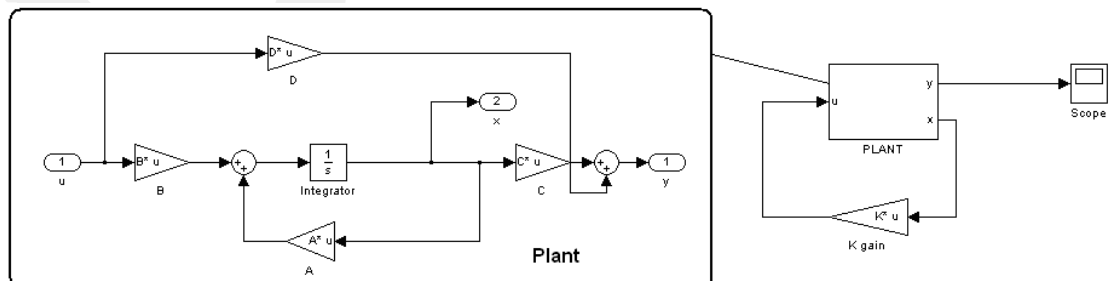 D* u
D
2
x
1
u
B* u
B
+
+
1
s
Integrator
C* u
C
+
+
1
y
A* u
A
Plant
u
y
x
PLANT
Scope
K* u
K gain